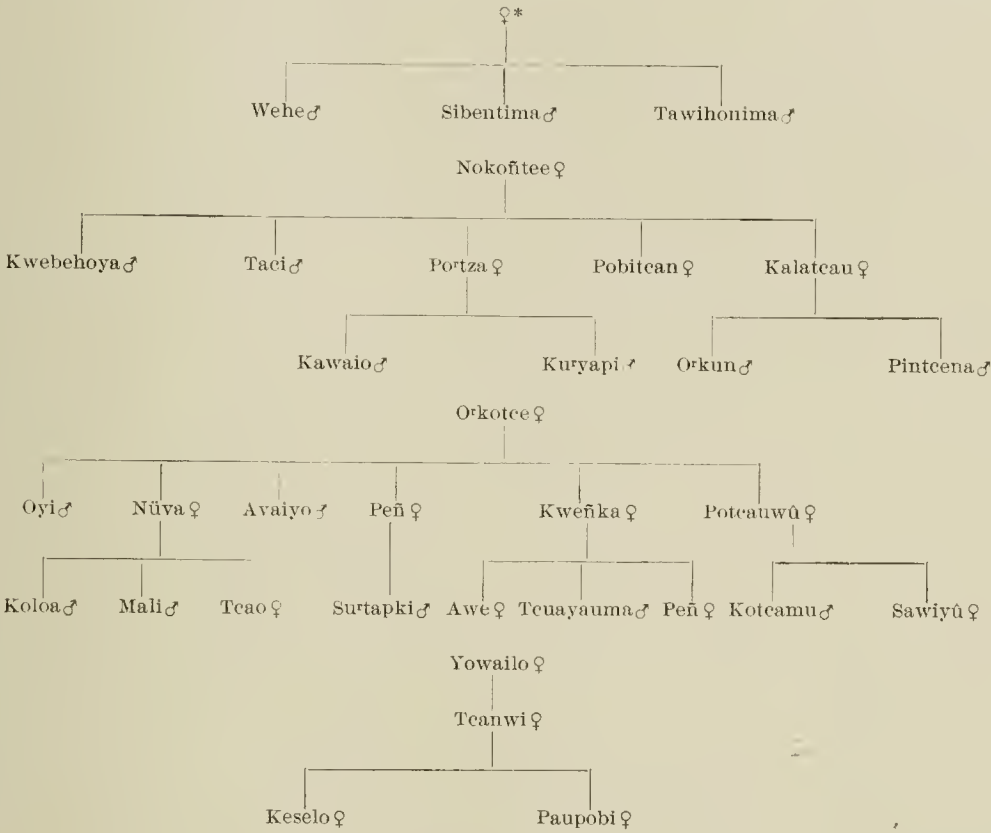 ♀*
Wehe♂ Sibentima♂ Tawihonima♂
Nokoñtee♀
Kwebehoya♂ Taci♂ Poʳtza♀ Pobitcan♀ Kalatcau♀
Kawaio♂ Kuʳyapi♂ Oʳkun♂ Pintcena♂
Oʳkotce♀
Oyi♂ Nüva♀ Avaiyo♂ Peñ♀ Kweñka♀ Potcauwû♀
Koloa♂ Mali♂ Tcao♀ Suʳtapki♂ Awe♀ Tcuayauma♂ Peñ♀ Kotcamu♂ Sawiyû♀
Yowailo♀
Tcanwi♀
Keselo♀ Paupobi♀